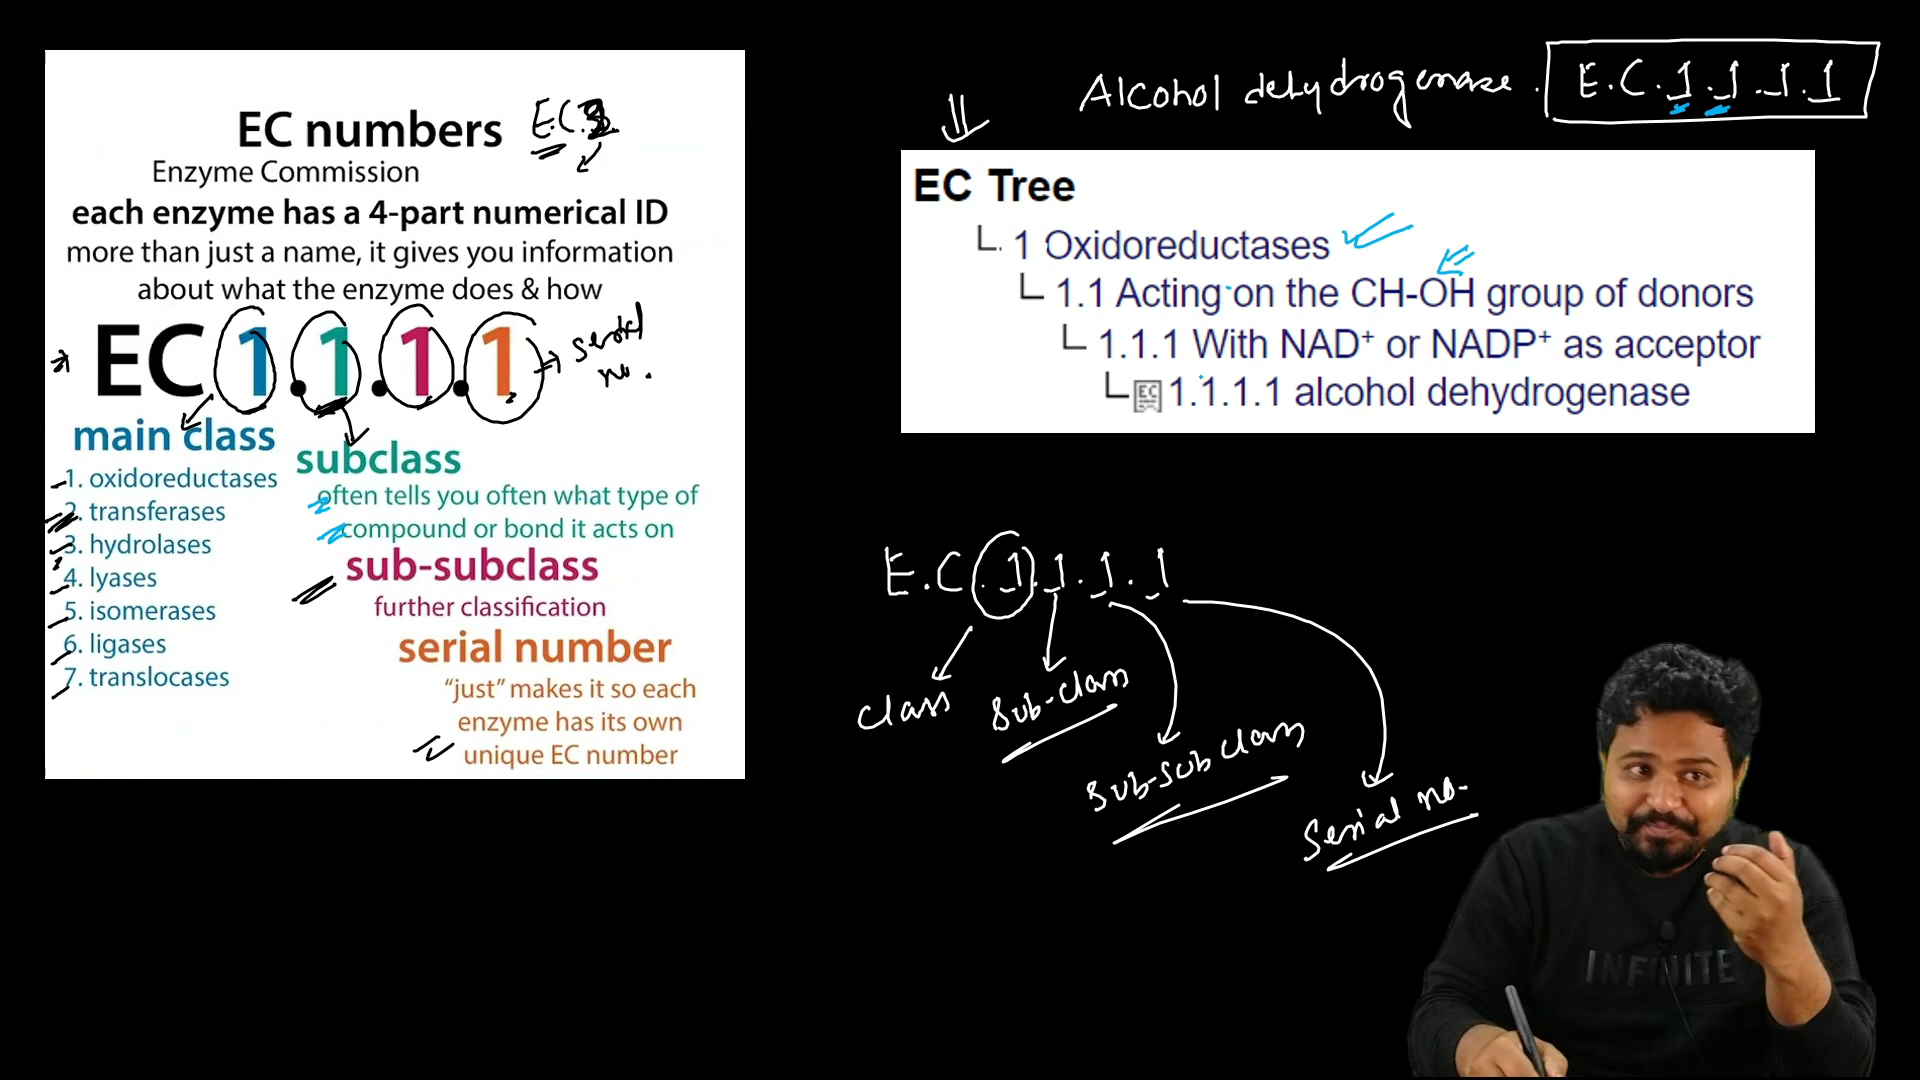 EC numbers E.C.
Enzyme Commission
each enzyme has a 4-part numerical ID
more than just a name, it gives you information
about what the enzyme does & how
EC 1.1.1.1
serial
no.
main class
1. oxidoreductases
2. transferases
3. hydrolases
4. lyases
5. isomerases
6. ligases
7. translocases
subclass
often tells you often what type of
compound or bond it acts on
sub-subclass
further classification
serial number
“just” makes it so each
enzyme has its own
unique EC number
Alcohol dehydrogenase. E.C.1.1.1.1
EC Tree
1 Oxidoreductases
1.1 Acting on the CH-OH group of donors
1.1.1 With NAD⁺ or NADP⁺ as acceptor
EC 1.1.1.1 alcohol dehydrogenase
E.C.1.1.1.1
Class
Sub-class
Sub-Sub class
Serial no.
INFINITE